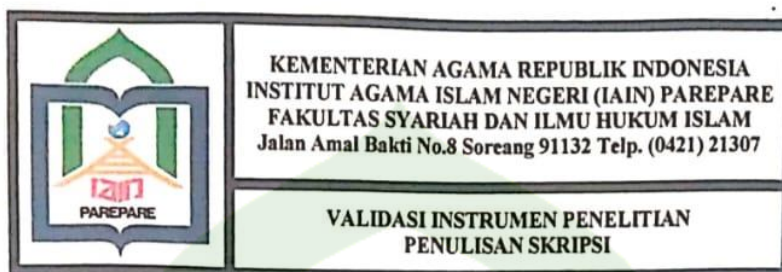 KEMENTERIAN AGAMA REPUBLIK INDONESIA
INSTITUT AGAMA ISLAM NEGERI (IAIN) PAREPARE
FAKULTAS SYARIAH DAN ILMU HUKUM ISLAM
Jalan Amal Bakti No.8 Soreang 91132 Telp. (0421) 21307
iain
PAREPARE
VALIDASI INSTRUMEN PENELITIAN
PENULISAN SKRIPSI